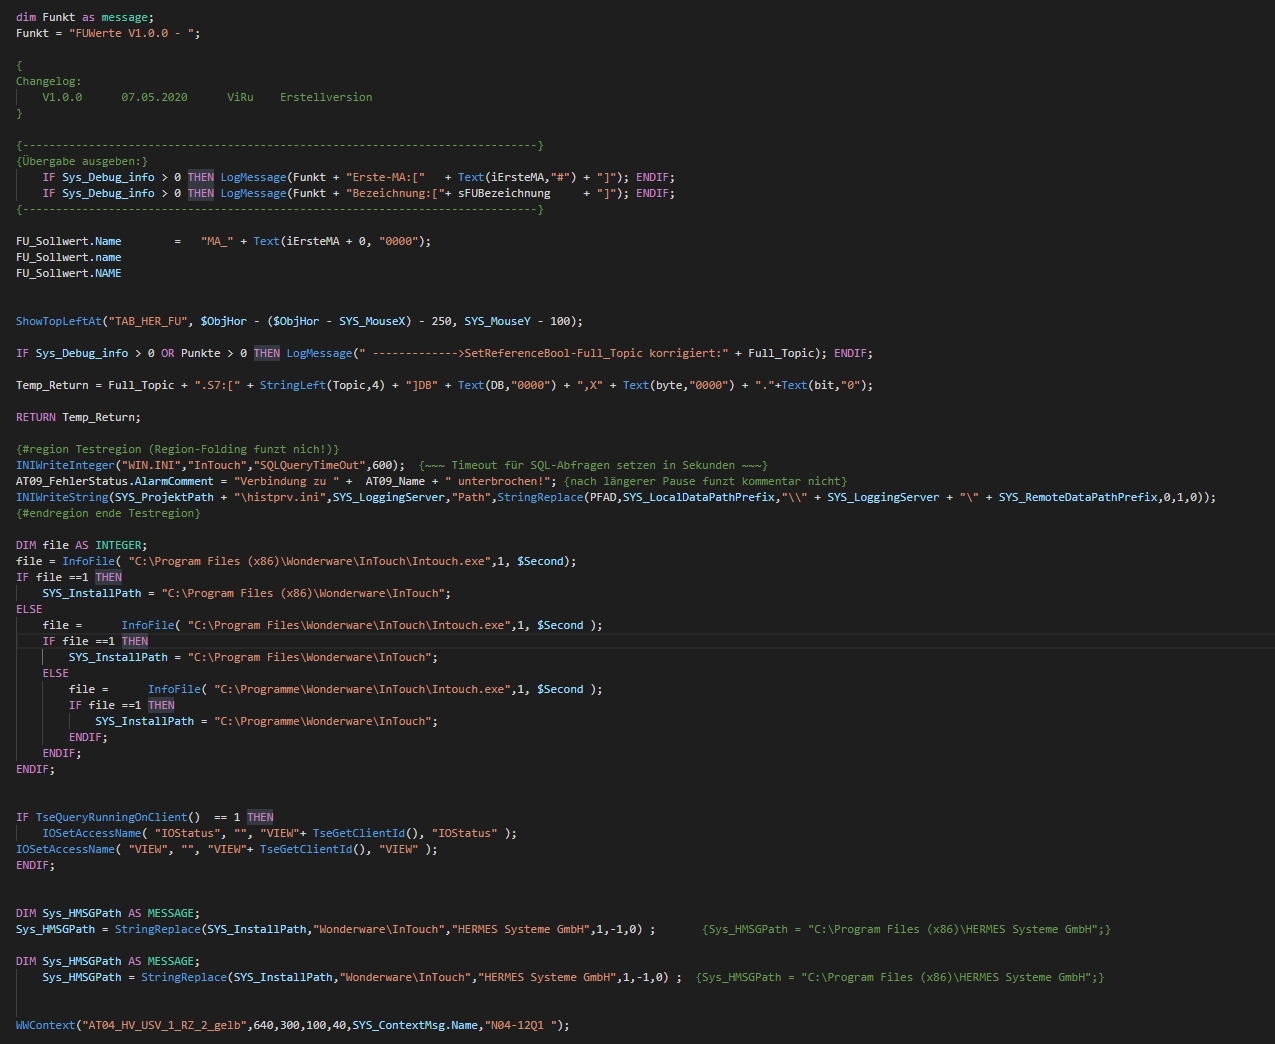 dim Funkt as message;
Funkt = "FUWerte V1.0.0 - ";
{
Changelog:
V1.0.0 07.05.2020 ViRu Erstellversion
}
{------------------------------------------------------------------------------}
{Übergabe ausgeben:}
IF Sys_Debug_info > 0 THEN LogMessage(Funkt + "Erste-MA:[" + Text(iErsteMA,"#") + "]"); ENDIF;
IF Sys_Debug_info > 0 THEN LogMessage(Funkt + "Bezeichnung:["+ sFUBezeichnung + "]"); ENDIF;
{------------------------------------------------------------------------------}
FU_Sollwert.Name = "MA_" + Text(iErsteMA + 0, "0000");
FU_Sollwert.name
FU_Sollwert.NAME
ShowTopLeftAt("TAB_HER_FU", $ObjHor - ($ObjHor - SYS_MouseX) - 250, SYS_MouseY - 100);
IF Sys_Debug_info > 0 OR Punkte > 0 THEN LogMessage(" ------------->SetReferenceBool-Full_Topic korrigiert:" + Full_Topic); ENDIF;
Temp_Return = Full_Topic + ".S7:[" + StringLeft(Topic,4) + "]DB" + Text(DB,"0000") + ",X" + Text(byte,"0000") + "."+Text(bit,"0");
RETURN Temp_Return;
{#region Testregion (Region-Folding funzt nich!)}
INIWriteInteger("WIN.INI","InTouch","SQLQueryTimeOut",600); {~~~ Timeout für SQL-Abfragen setzen in Sekunden ~~~}
AT09_FehlerStatus.AlarmComment = "Verbindung zu " + AT09_Name + " unterbrochen!"; {nach längerer Pause funzt kommentar nicht}
INIWriteString(SYS_ProjektPath + "\histprv.ini",SYS_LoggingServer,"Path",StringReplace(PFAD,SYS_LocalDataPathPrefix,"\\" + SYS_LoggingServer + "\" + SYS_RemoteDataPathPrefix,0,1,0));
{#endregion ende Testregion}
DIM file AS INTEGER;
file = InfoFile( "C:\Program Files (x86)\Wonderware\InTouch\Intouch.exe",1, $Second);
IF file ==1 THEN
SYS_InstallPath = "C:\Program Files (x86)\Wonderware\InTouch";
ELSE
file = InfoFile( "C:\Program Files\Wonderware\InTouch\Intouch.exe",1, $Second );
IF file ==1 THEN
SYS_InstallPath = "C:\Program Files\Wonderware\InTouch";
ELSE
file = InfoFile( "C:\Programme\Wonderware\InTouch\Intouch.exe",1, $Second );
IF file ==1 THEN
SYS_InstallPath = "C:\Programme\Wonderware\InTouch";
ENDIF;
ENDIF;
ENDIF;
IF TseQueryRunningOnClient() == 1 THEN
IOSetAccessName( "IOStatus", "", "VIEW"+ TseGetClientId(), "IOStatus" );
IOSetAccessName( "VIEW", "", "VIEW"+ TseGetClientId(), "VIEW" );
ENDIF;
DIM Sys_HMSGPath AS MESSAGE;
Sys_HMSGPath = StringReplace(SYS_InstallPath,"Wonderware\InTouch","HERMES Systeme GmbH",1,-1,0) ; {Sys_HMSGPath = "C:\Program Files (x86)\HERMES Systeme GmbH";}
DIM Sys_HMSGPath AS MESSAGE;
Sys_HMSGPath = StringReplace(SYS_InstallPath,"Wonderware\InTouch","HERMES Systeme GmbH",1,-1,0) ; {Sys_HMSGPath = "C:\Program Files (x86)\HERMES Systeme GmbH";}
WWContext("AT04_HV_USV_1_RZ_2_gelb",640,300,100,40,SYS_ContextMsg.Name,"N04-12Q1 ");